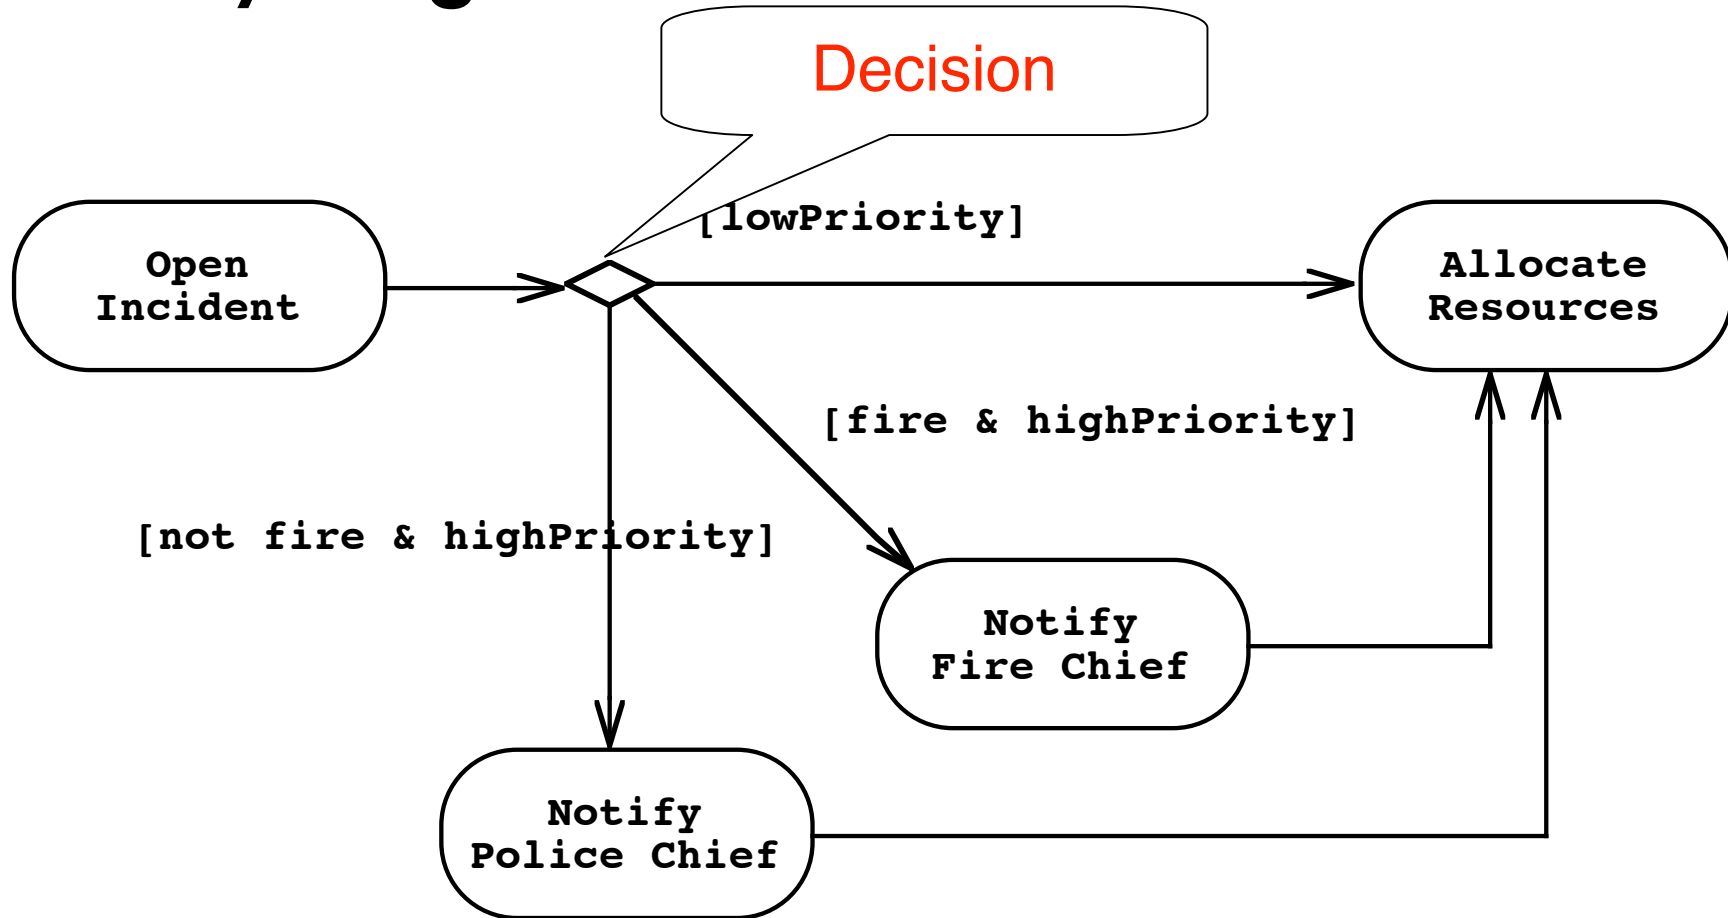 Decision
[lowPriority]
Open
Incident
Allocate
Resources
[fire & highPriority]
[not fire & highPriority]
Notify
Fire Chief
Notify
Police Chief